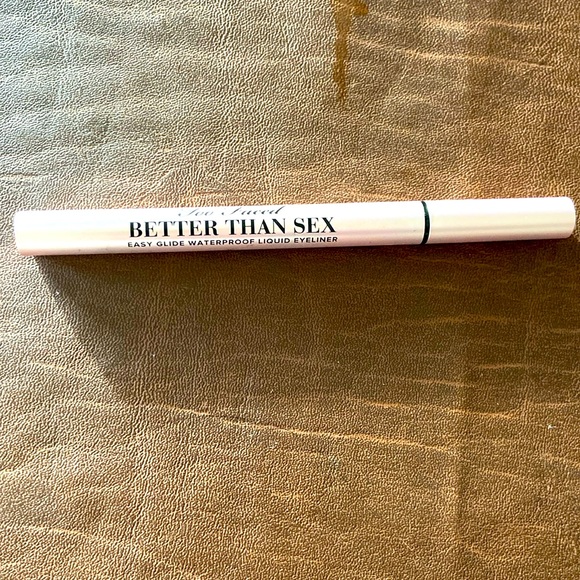 Too Faced
BETTER THAN SEX
EASY GLIDE WATERPROOF LIQUID EYELINER